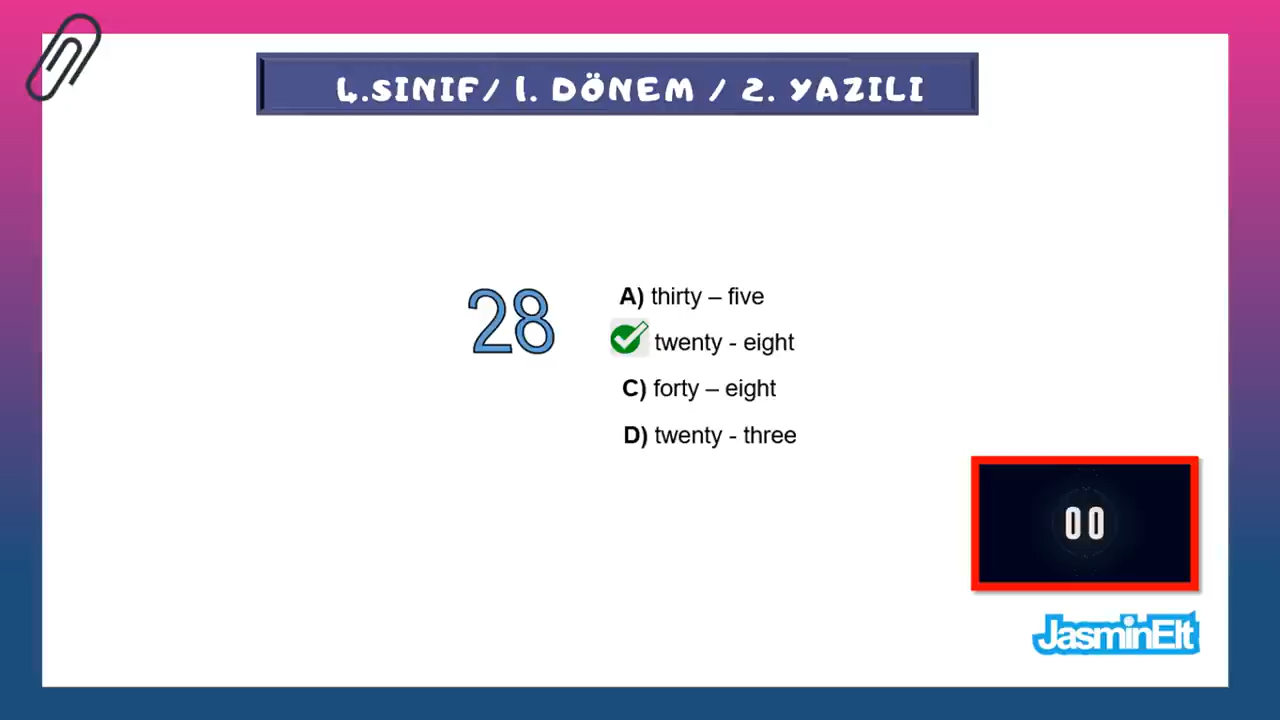 4.SINIF/ 1. DÖNEM / 2. YAZILI
28
A) thirty – five
twenty - eight
C) forty – eight
D) twenty - three
00
JasminElt